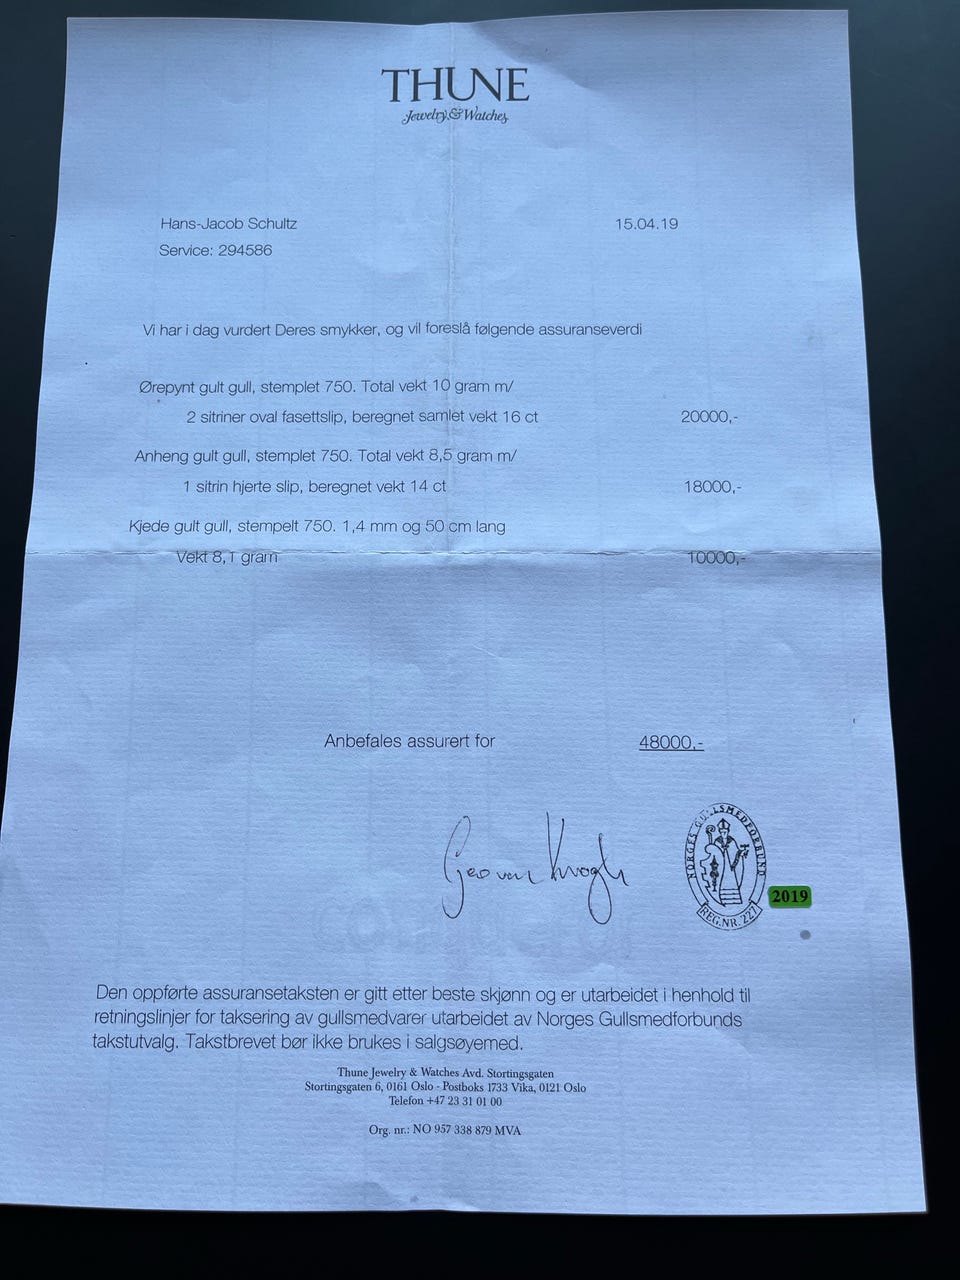 THUNE
Jewelry & Watches
Hans-Jacob Schultz 15.04.19
Service: 294586
Vi har i dag vurdert Deres smykker, og vil foreslå følgende assuranseverdi
Ørepynt gult gull, stemplet 750. Total vekt 10 gram m/
2 sitriner oval fasettslip, beregnet samlet vekt 16 ct 20000,-
Anheng gult gull, stemplet 750. Total vekt 8,5 gram m/
1 sitrin hjerte slip, beregnet vekt 14 ct 18000,-
Kjede gult gull, stempelt 750. 1,4 mm og 50 cm lang
Vekt 8,1 gram 10000,-
Anbefales assurert for 48000,-
NORGES GULLSMEDFORBUND
REG.NR. 227
2019
Den oppførte assuransetaksten er gitt etter beste skjønn og er utarbeidet i henhold til
retningslinjer for taksering av gullsmedvarer utarbeidet av Norges Gullsmedforbunds
takstutvalg. Takstbrevet bør ikke brukes i salgsøyemed.
Thune Jewelry & Watches Avd. Stortingsgaten
Stortingsgaten 6, 0161 Oslo - Postboks 1733 Vika, 0121 Oslo
Telefon +47 23 31 01 00
Org. nr.: NO 957 338 879 MVA